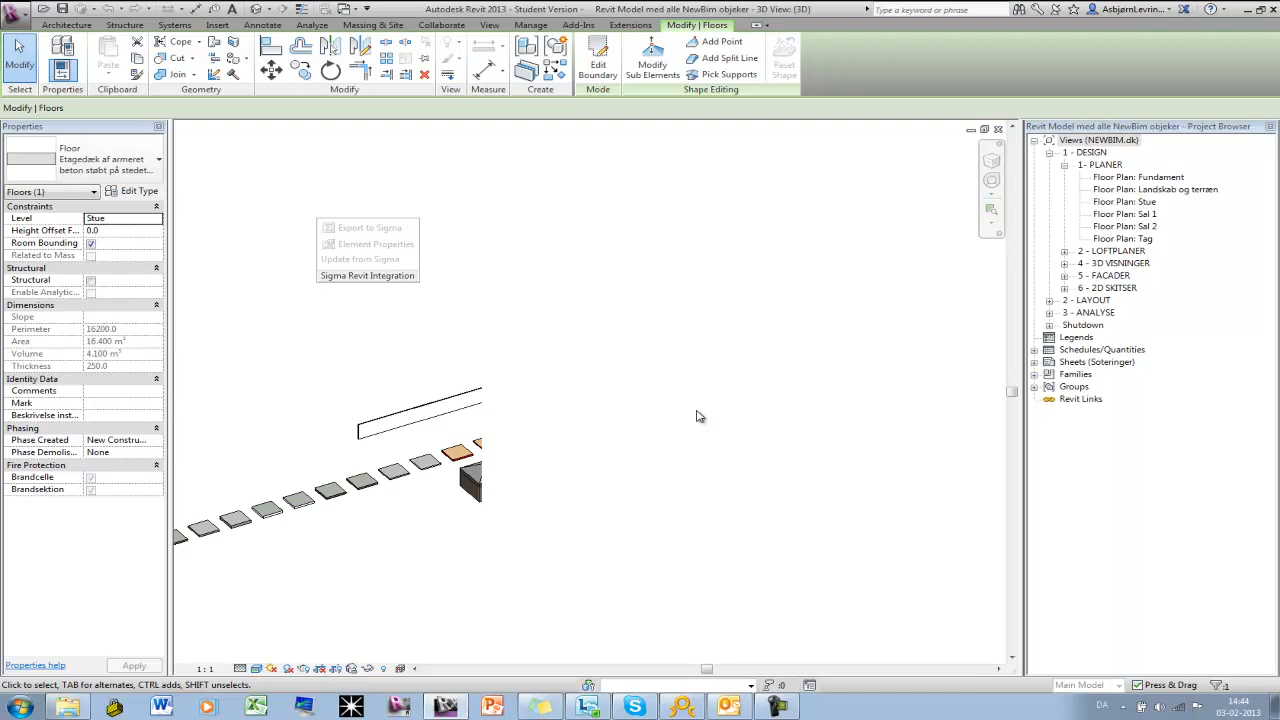 Autodesk Revit 2013 - Student Version - Revit Model med alle NewBim objeker - 3D View: {3D}
Type a keyword or phrase
AsbjørnLevrin...
Architecture Structure Systems Insert Annotate Analyze Massing & Site Collaborate View Manage Add-Ins Extensions Modify | Floors
Modify
Paste
Cope
Cut
Join
Edit Boundary
Modify Sub Elements
Add Point
Add Split Line
Pick Supports
Reset Shape
Select Properties Clipboard Geometry Modify View Measure Create Mode Shape Editing
Modify | Floors
Properties
Floor
Etagedæk af armeret
beton støbt på stedet...
Floors (1)
Edit Type
Constraints
Level Stue
Height Offset F... 0.0
Room Bounding
Related to Mass
Structural
Structural
Enable Analytic...
Dimensions
Slope
Perimeter 16200.0
Area 16.400 m²
Volume 4.100 m³
Thickness 250.0
Identity Data
Comments
Mark
Beskrivelse inst...
Phasing
Phase Created New Constru...
Phase Demolis... None
Fire Protection
Brandcelle
Brandsektion
Properties help
Apply
Export to Sigma
Element Properties
Update from Sigma
Sigma Revit Integration
Revit Model med alle NewBim objeker - Project Browser
Views (NEWBIM.dk)
1 - DESIGN
1- PLANER
Floor Plan: Fundament
Floor Plan: Landskab og terræn
Floor Plan: Stue
Floor Plan: Sal 1
Floor Plan: Sal 2
Floor Plan: Tag
2 - LOFTPLANER
4 - 3D VISNINGER
5 - FACADER
6 - 2D SKITSER
2 - LAYOUT
3 - ANALYSE
Shutdown
Legends
Schedules/Quantities
Sheets (Soteringer)
Families
Groups
Revit Links
1 : 1
Click to select, TAB for alternates, CTRL adds, SHIFT unselects.
:0
Main Model
Press & Drag
:1
DA
14:44
03-02-2013